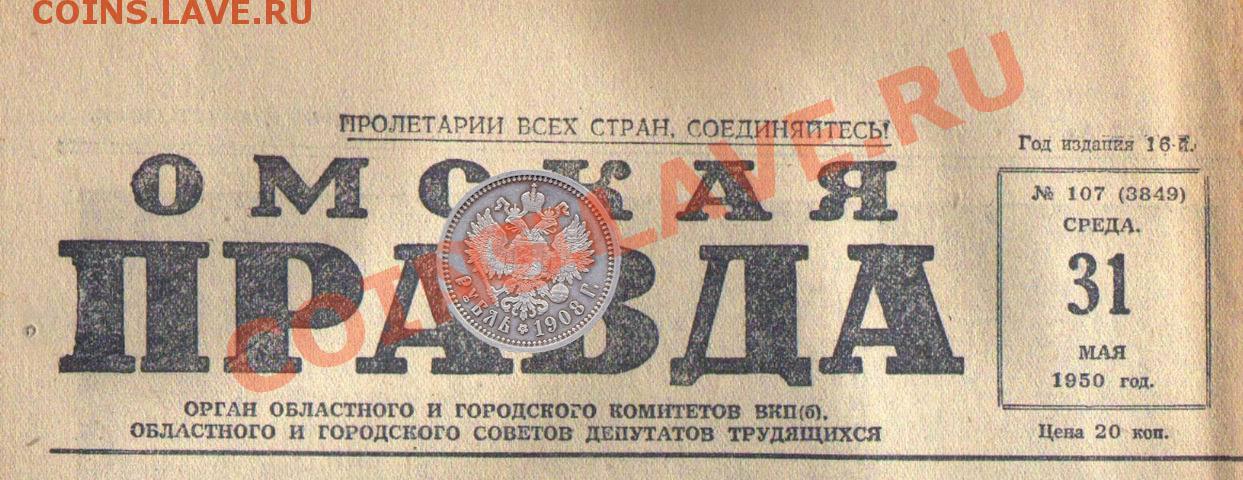 COINS.LAVE.RU
ПРОЛЕТАРИИ ВСЕХ СТРАН, СОЕДИНЯЙТЕСЬ!
ОМСКАЯ
ПРАВДА
РУБЛЬ 1908 Г.
ОРГАН ОБЛАСТНОГО И ГОРОДСКОГО КОМИТЕТОВ ВКП(б),
ОБЛАСТНОГО И ГОРОДСКОГО СОВЕТОВ ДЕПУТАТОВ ТРУДЯЩИХСЯ
Год издания 16-й.
№ 107 (3849)
СРЕДА.
31
МАЯ
1950 год.
Цена 20 коп.
COINS.LAVE.RU